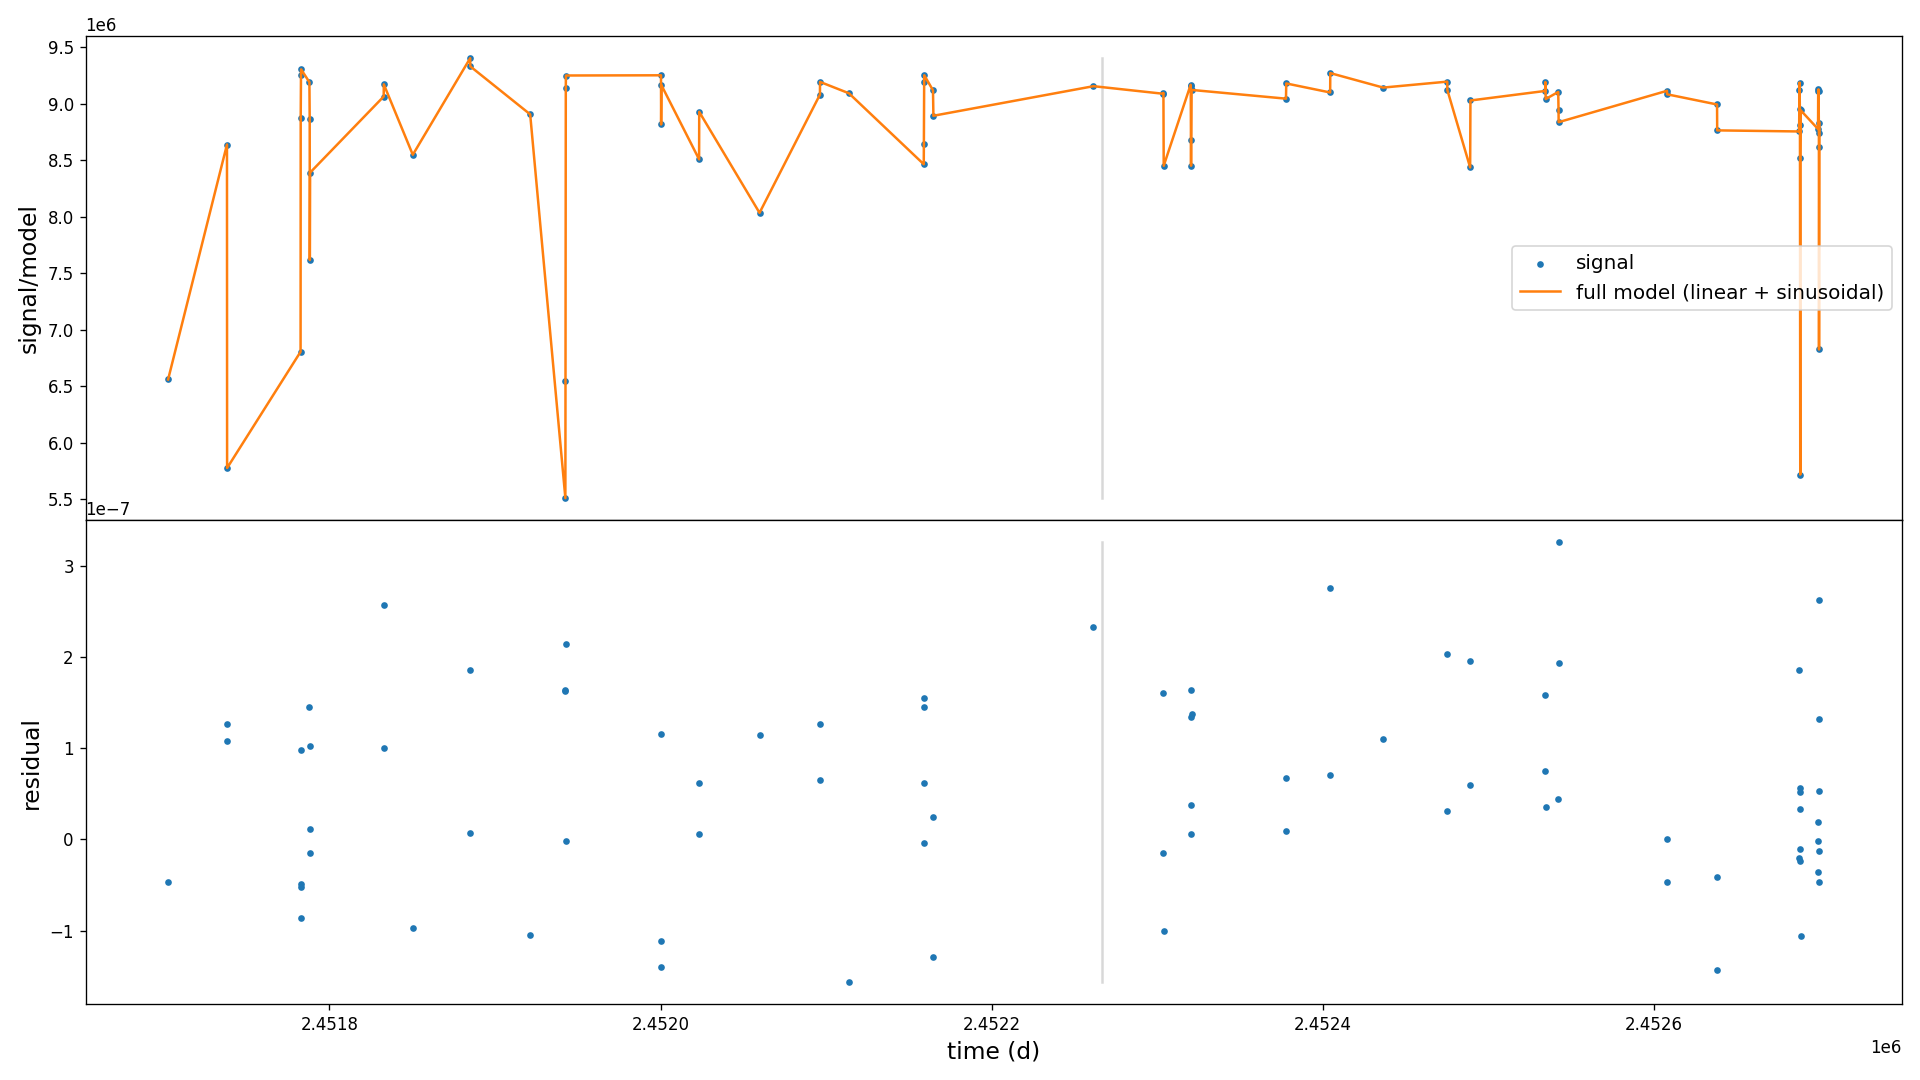 1e6
9.5
9.0
8.5
8.0
7.5
7.0
6.5
6.0
5.5
signal/model
signal
full model (linear + sinusoidal)
1e−7
3
2
1
0
−1
residual
2.4518
2.4520
2.4522
2.4524
2.4526
time (d)
1e6